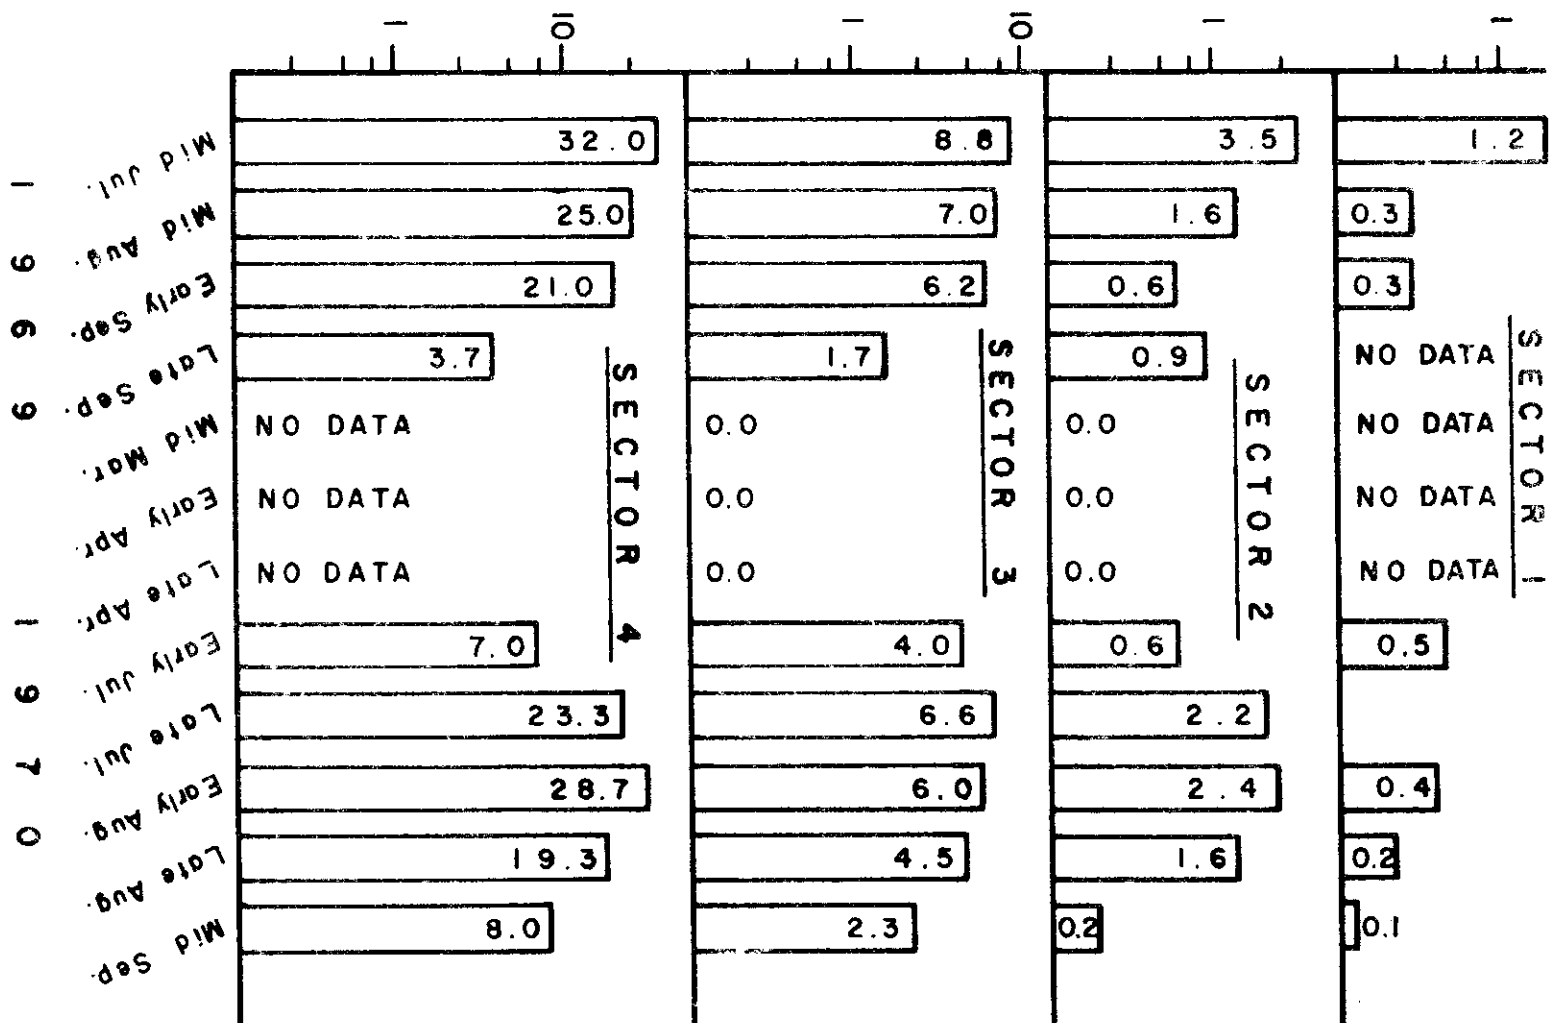 1
10
1
10
1
1
Mid Jul.
32.0
8.8
3.5
1.2
Mid Aug.
25.0
7.0
1.6
0.3
Early Sep.
21.0
6.2
0.6
0.3
Late Sep.
3.7
1.7
0.9
NO DATA
Mid Mar.
NO DATA
0.0
0.0
NO DATA
Early Apr.
NO DATA
0.0
0.0
NO DATA
Late Apr.
NO DATA
0.0
0.0
NO DATA
Early Jul.
7.0
4.0
0.6
0.5
Late Jul.
23.3
6.6
2.2
Early Aug.
28.7
6.0
2.4
0.4
Late Aug.
19.3
4.5
1.6
0.2
Mid Sep.
8.0
2.3
0.2
0.1
1969
1970
SECTOR 4
SECTOR 3
SECTOR 2
SECTOR 1